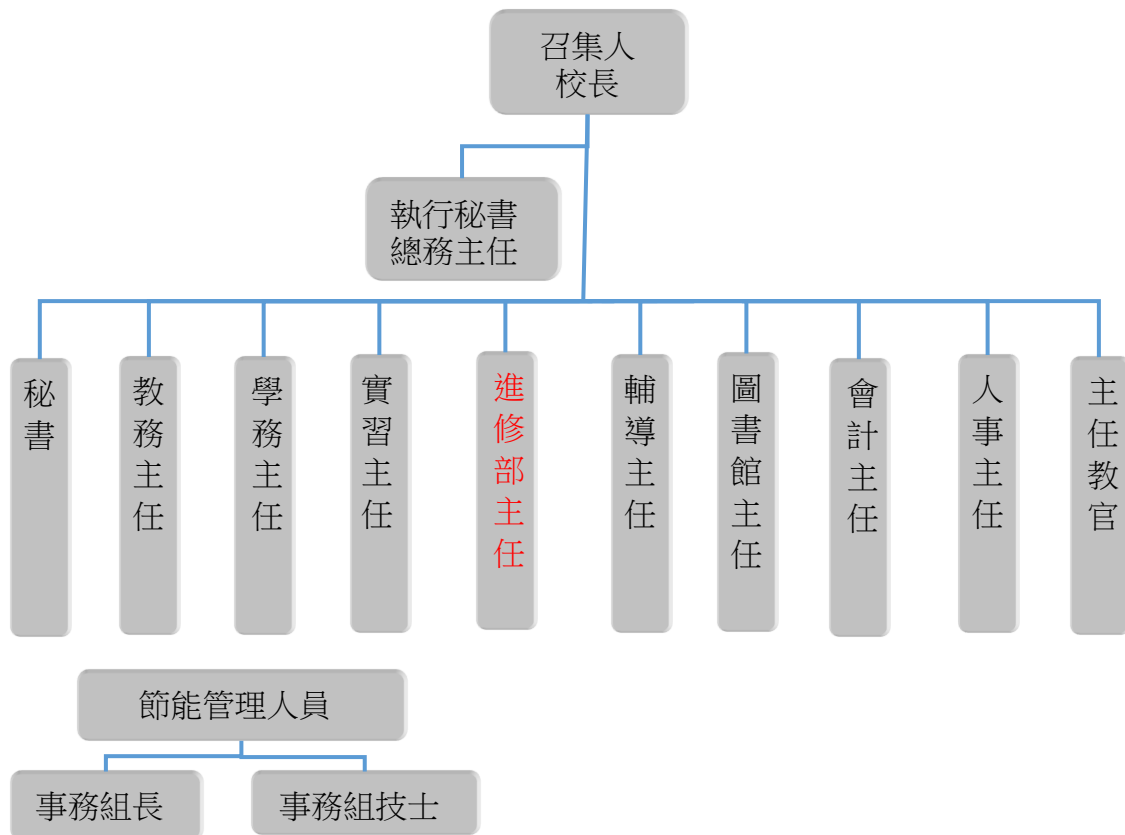 召集人
校長
執行秘書
總務主任
秘書
教務主任
學務主任
實習主任
進修部主任
輔導主任
圖書館主任
會計主任
人事主任
主任教官
節能管理人員
事務組長
事務組技士